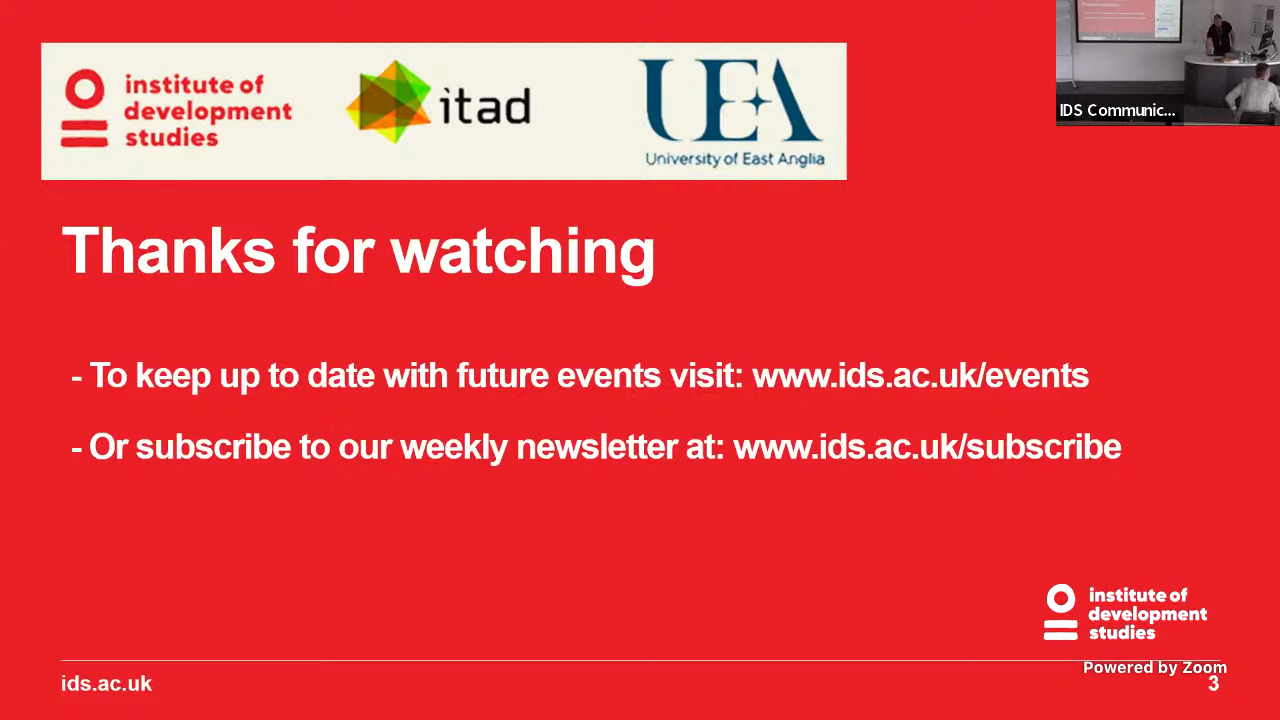 institute of
development
studies
itad
UEA
University of East Anglia
IDS Communic...
Thanks for watching
- To keep up to date with future events visit: www.ids.ac.uk/events
- Or subscribe to our weekly newsletter at: www.ids.ac.uk/subscribe
institute of
development
studies
Powered by Zoom
ids.ac.uk
3